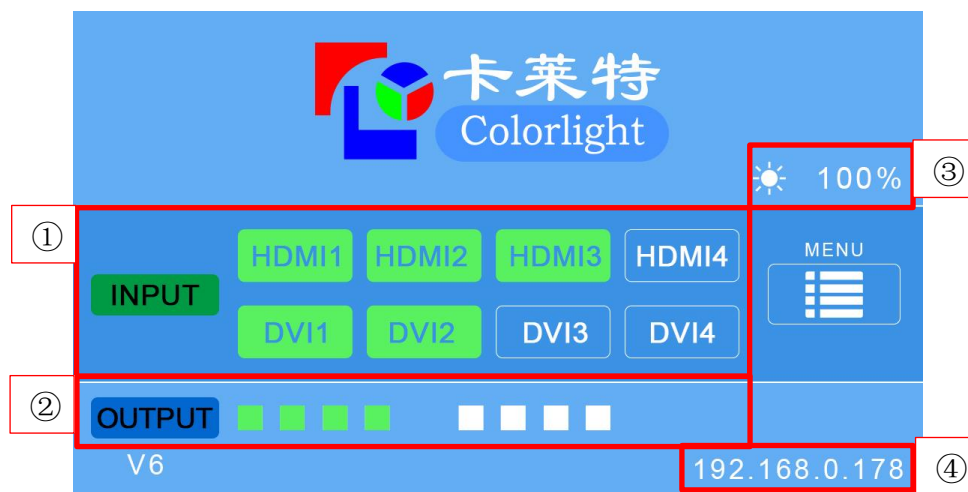 卡莱特
Colorlight
100%
③
①
HDMI1 HDMI2 HDMI3 HDMI4
MENU
INPUT
DVI1 DVI2 DVI3 DVI4
②
OUTPUT
V6
192.168.0.178
④